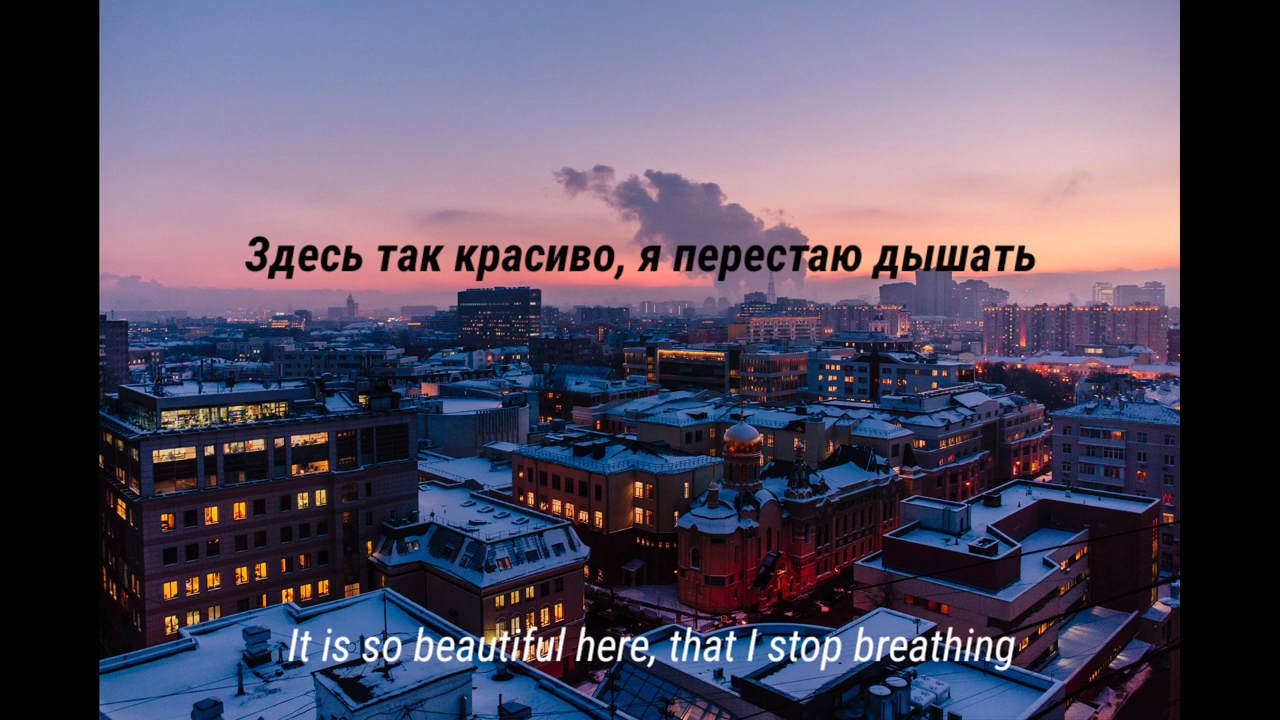 Здесь так красиво, я перестаю дышать
It is so beautiful here, that I stop breathing